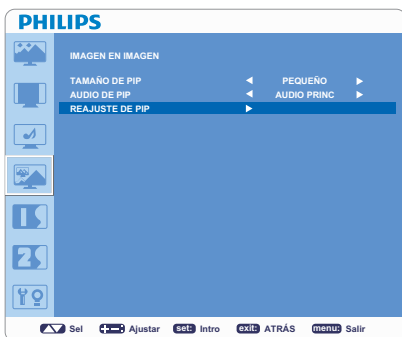 PHILIPS
IMAGEN EN IMAGEN
TAMAÑO DE PIP ◀ PEQUEÑO ▶
AUDIO DE PIP ◀ AUDIO PRINC ▶
REAJUSTE DE PIP ▶
Sel Ajustar set: Intro exit: ATRÁS menu: Salir